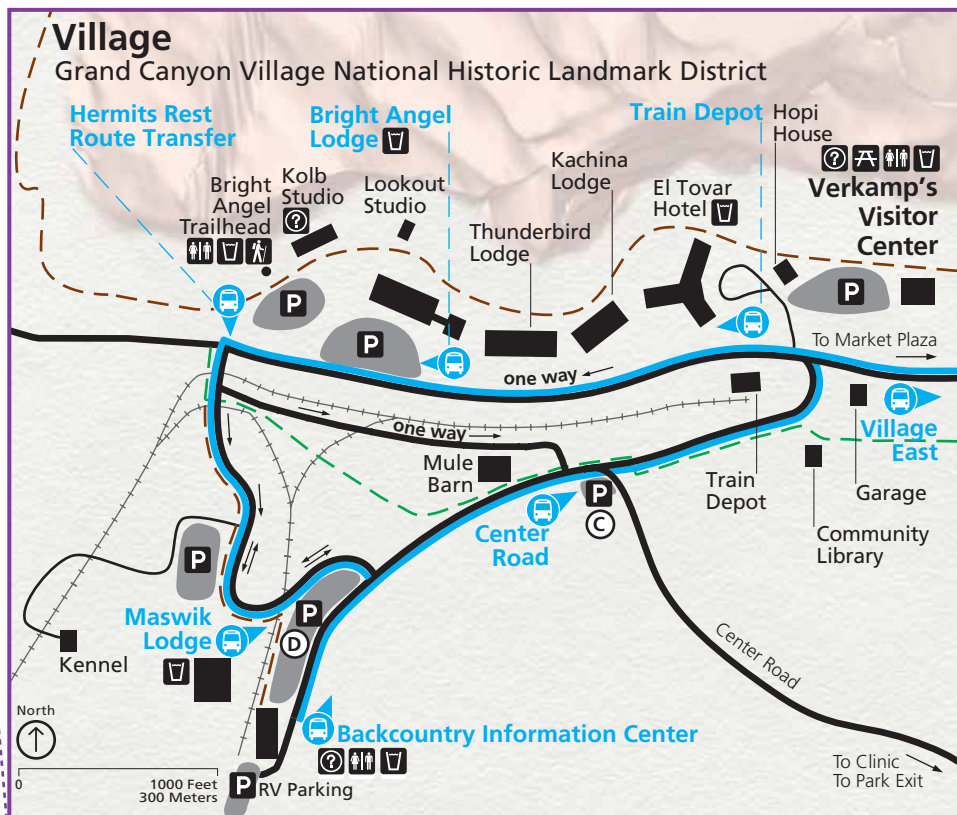 Village
Grand Canyon Village National Historic Landmark District
Hermits Rest
Route Transfer
Bright Angel
Lodge
Train Depot
Hopi
House
Verkamp's
Visitor
Center
Bright
Angel
Trailhead
Kolb
Studio
?
Lookout
Studio
Kachina
Lodge
El Tovar
Hotel
?
Thunderbird
Lodge
P
P
P
To Market Plaza
one way
one way
Village
East
Mule
Barn
Train
Depot
Garage
Community
Library
P
C
Center
Road
P
P
D
Maswik
Lodge
Kennel
Center Road
North
Backcountry Information Center
?
0
1000 Feet
300 Meters
P
RV Parking
To Clinic
To Park Exit